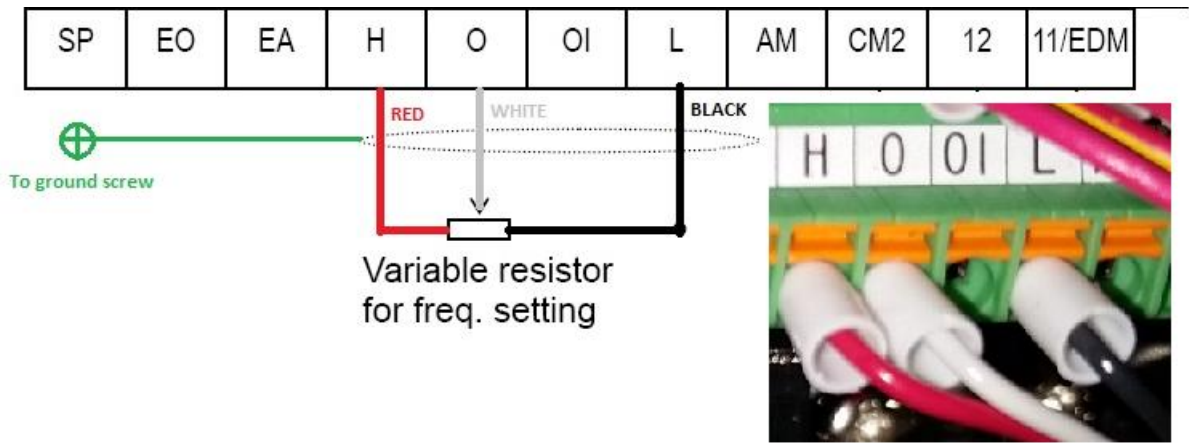 SP EO EA H O OI L AM CM2 12 11/EDM
RED WHITE BLACK
To ground screw
Variable resistor
for freq. setting
H O OI L